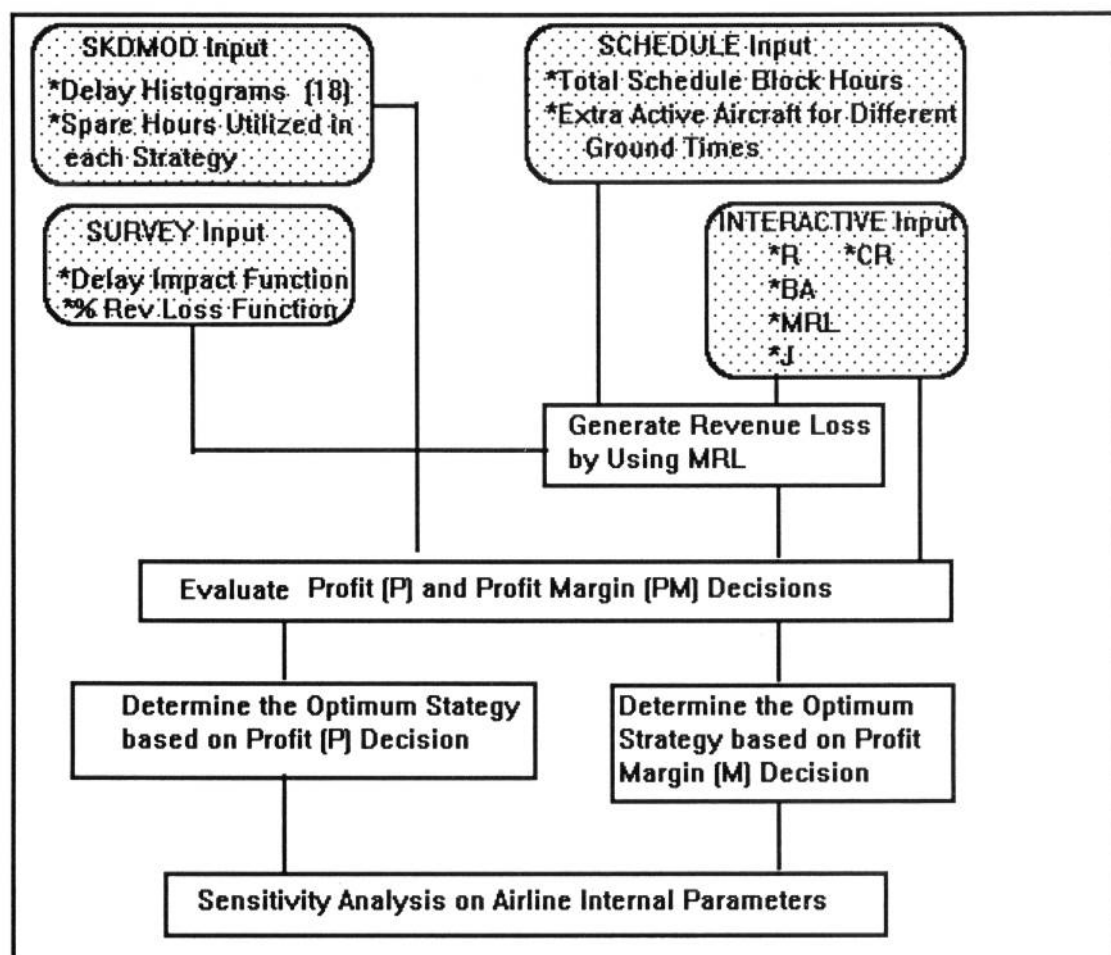 SKDMOD Input
*Delay Histograms (18)
*Spare Hours Utilized in
each Strategy
SCHEDULE Input
*Total Schedule Block Hours
*Extra Active Aircraft for Different
Ground Times
SURVEY Input
*Delay Impact Function
*% Rev Loss Function
INTERACTIVE Input
*R *CR
*BA
*MRL
*J
Generate Revenue Loss
by Using MRL
Evaluate Profit (P) and Profit Margin (PM) Decisions
Determine the Optimum Stategy
based on Profit (P) Decision
Determine the Optimum
Strategy based on Profit
Margin (M) Decision
Sensitivity Analysis on Airline Internal Parameters